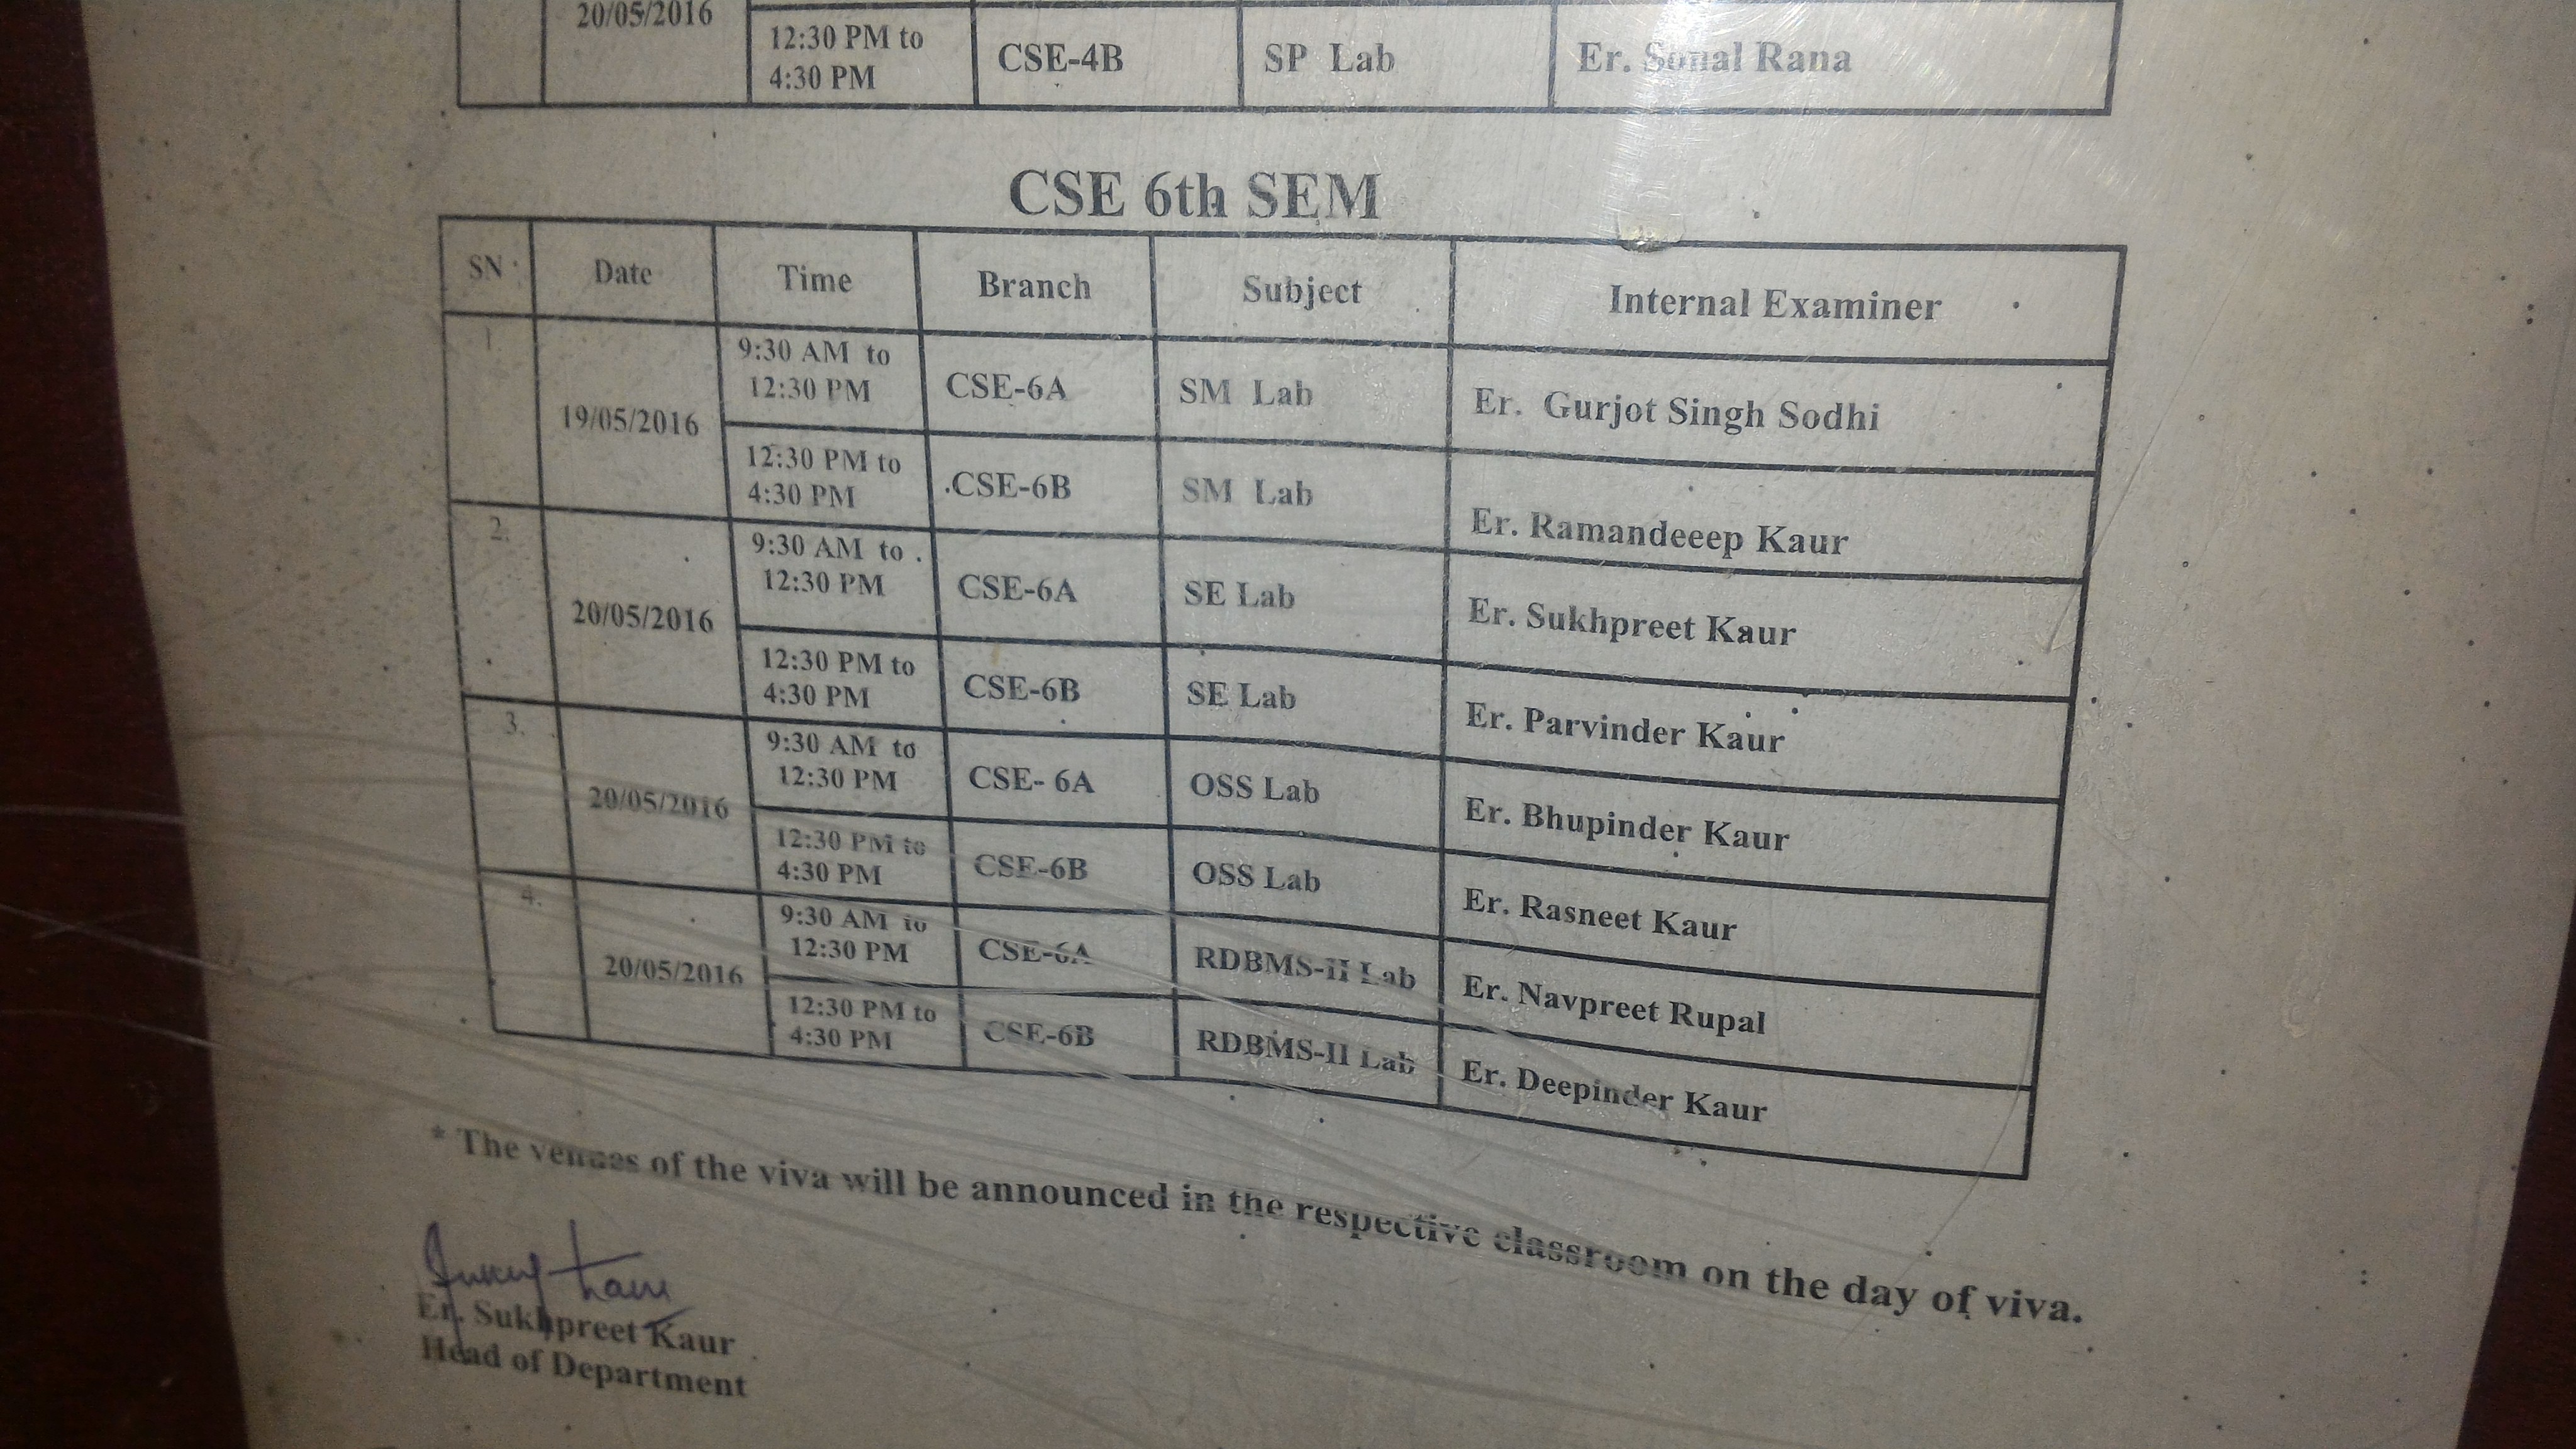 20/05/2016
12:30 PM to
4:30 PM
CSE-4B
SP Lab
Er. Sonal Rana
CSE 6th SEM
SN
Date
Time
Branch
Subject
Internal Examiner
1.
19/05/2016
9:30 AM to
12:30 PM
CSE-6A
SM Lab
Er. Gurjot Singh Sodhi
12:30 PM to
4:30 PM
CSE-6B
SM Lab
Er. Ramandeeep Kaur
2.
20/05/2016
9:30 AM to
12:30 PM
CSE-6A
SE Lab
Er. Sukhpreet Kaur
12:30 PM to
4:30 PM
CSE-6B
SE Lab
Er. Parvinder Kaur
3.
20/05/2016
9:30 AM to
12:30 PM
CSE- 6A
OSS Lab
Er. Bhupinder Kaur
12:30 PM to
4:30 PM
CSE-6B
OSS Lab
Er. Rasneet Kaur
4.
20/05/2016
9:30 AM to
12:30 PM
CSE-6A
RDBMS-II Lab
Er. Navpreet Rupal
12:30 PM to
4:30 PM
CSE-6B
RDBMS-II Lab
Er. Deepinder Kaur
* The venues of the viva will be announced in the respective classroom on the day of viva.
Er. Sukhpreet Kaur
Head of Department